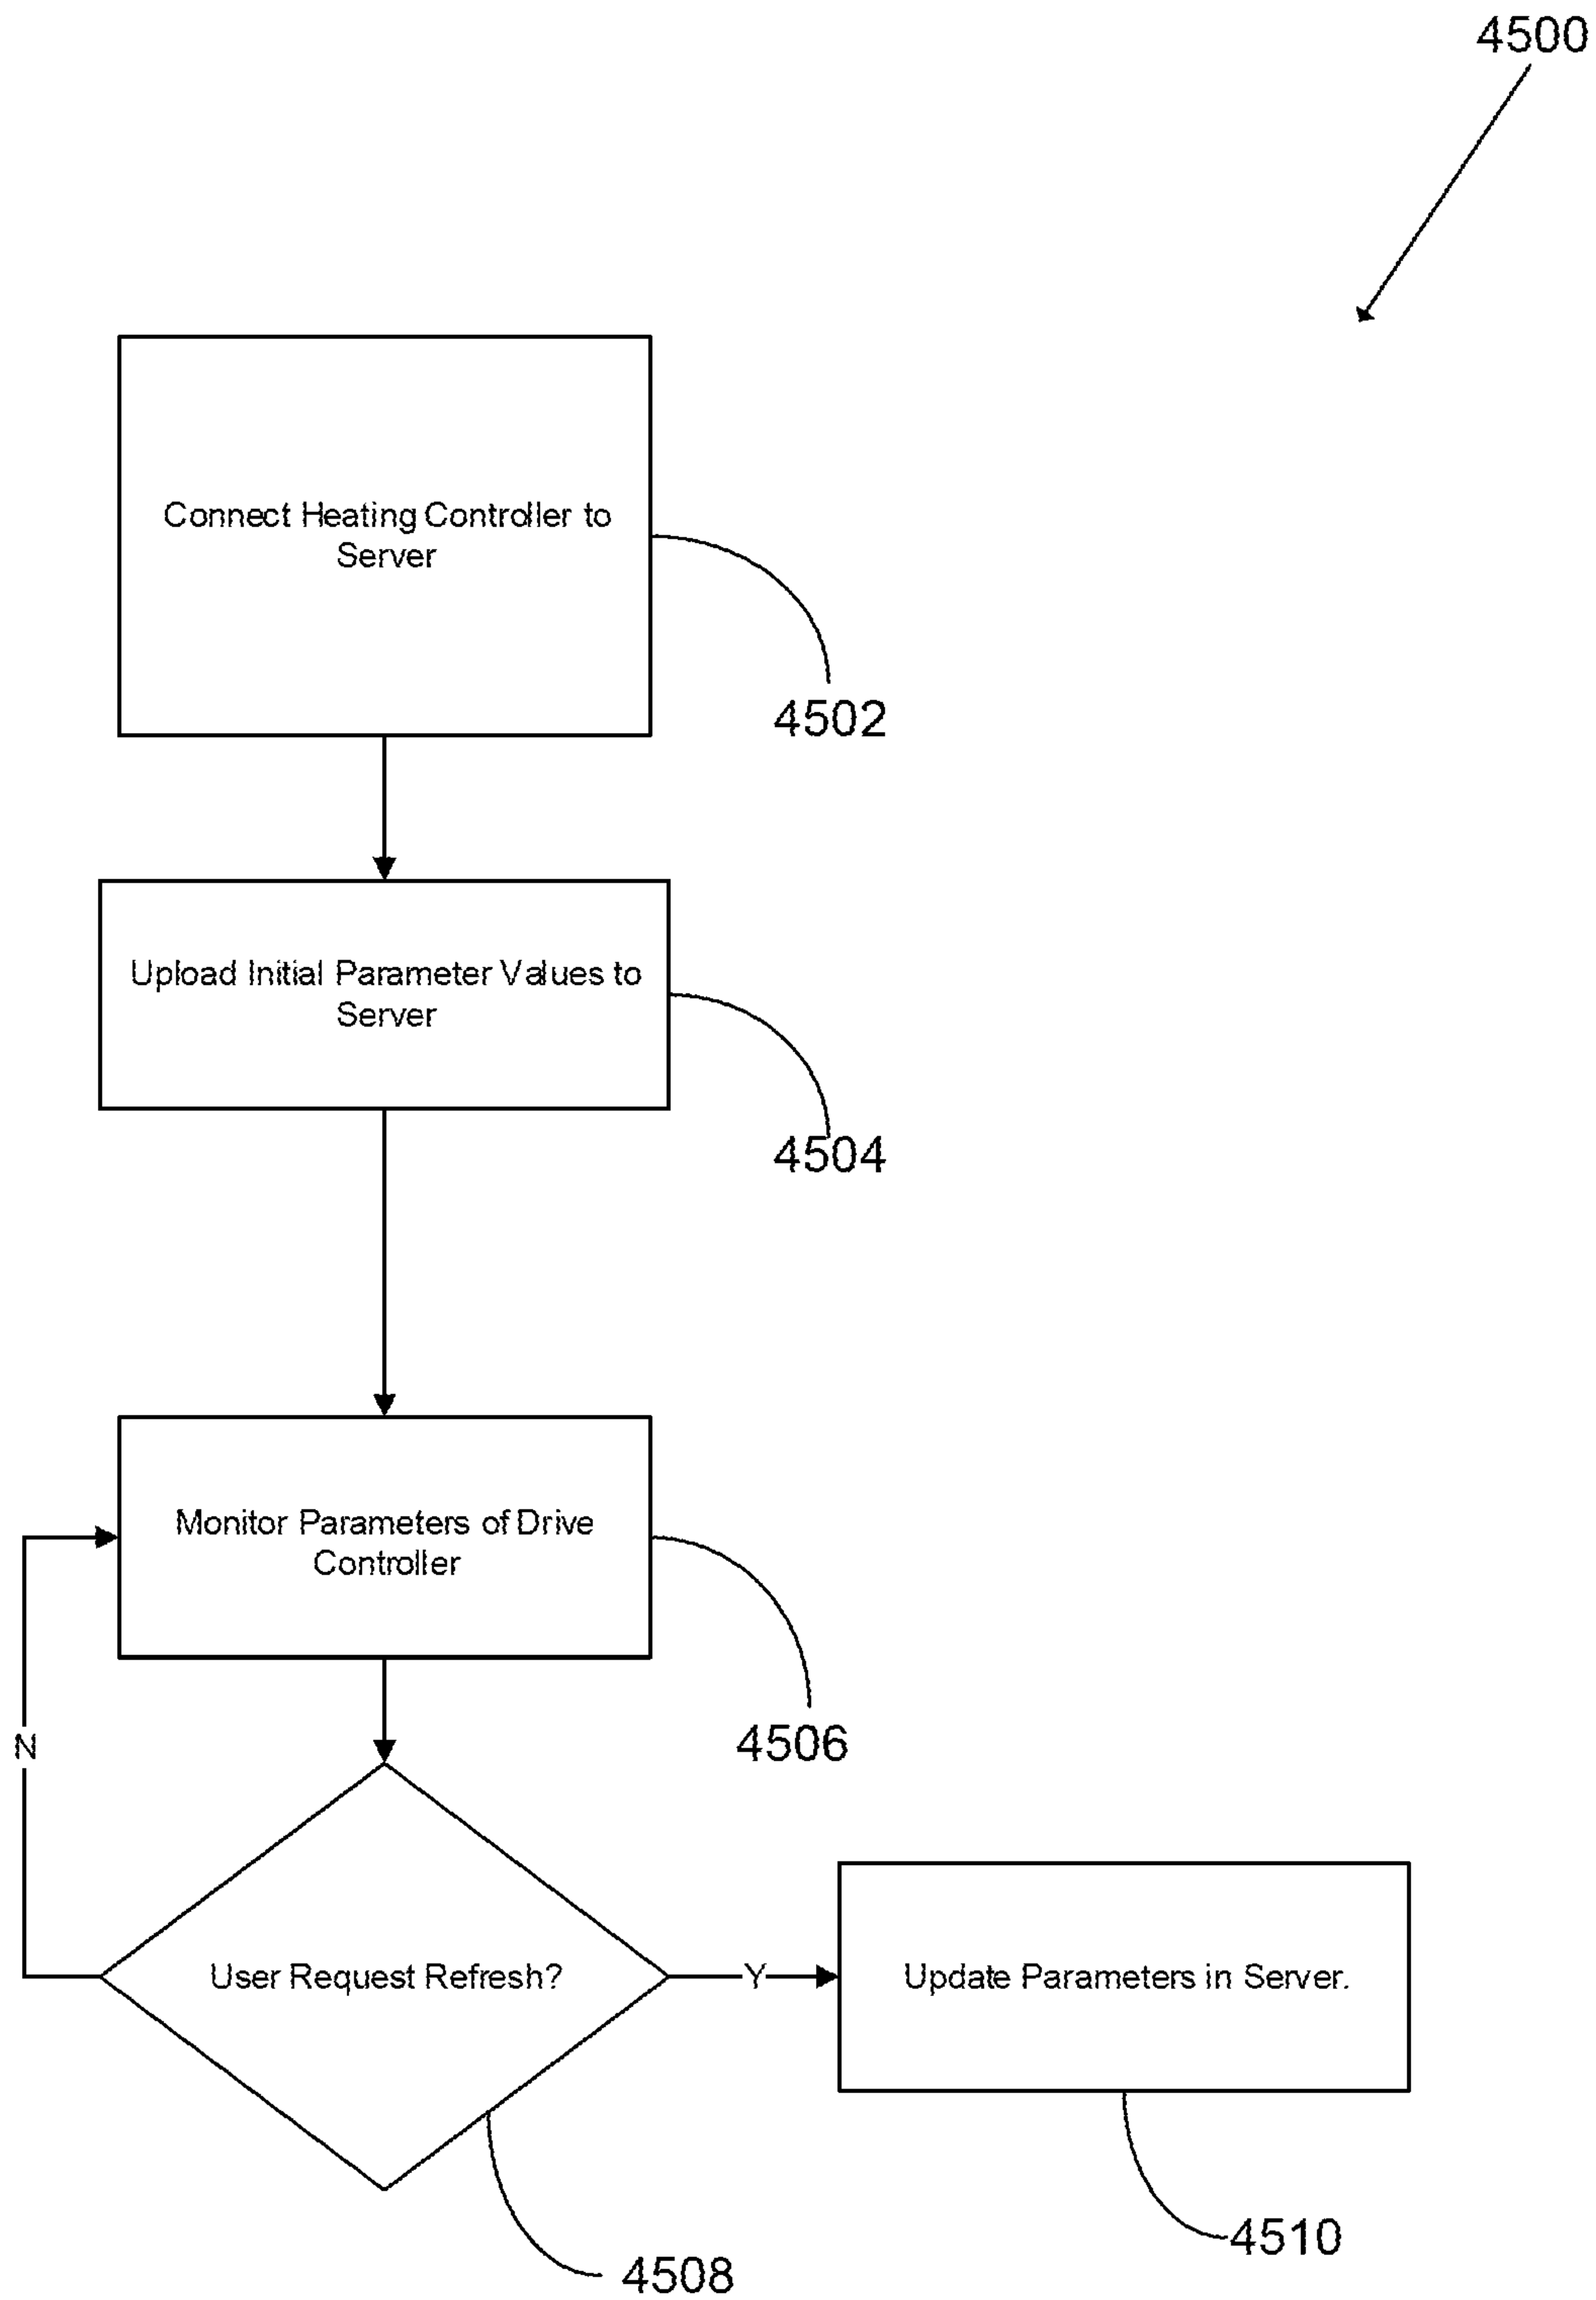 4500
Connect Heating Controller to
Server
4502
Upload Initial Parameter Values to
Server
4504
Monitor Parameters of Drive
Controller
4506
N
User Request Refresh?
Y
Update Parameters in Server.
4510
4508